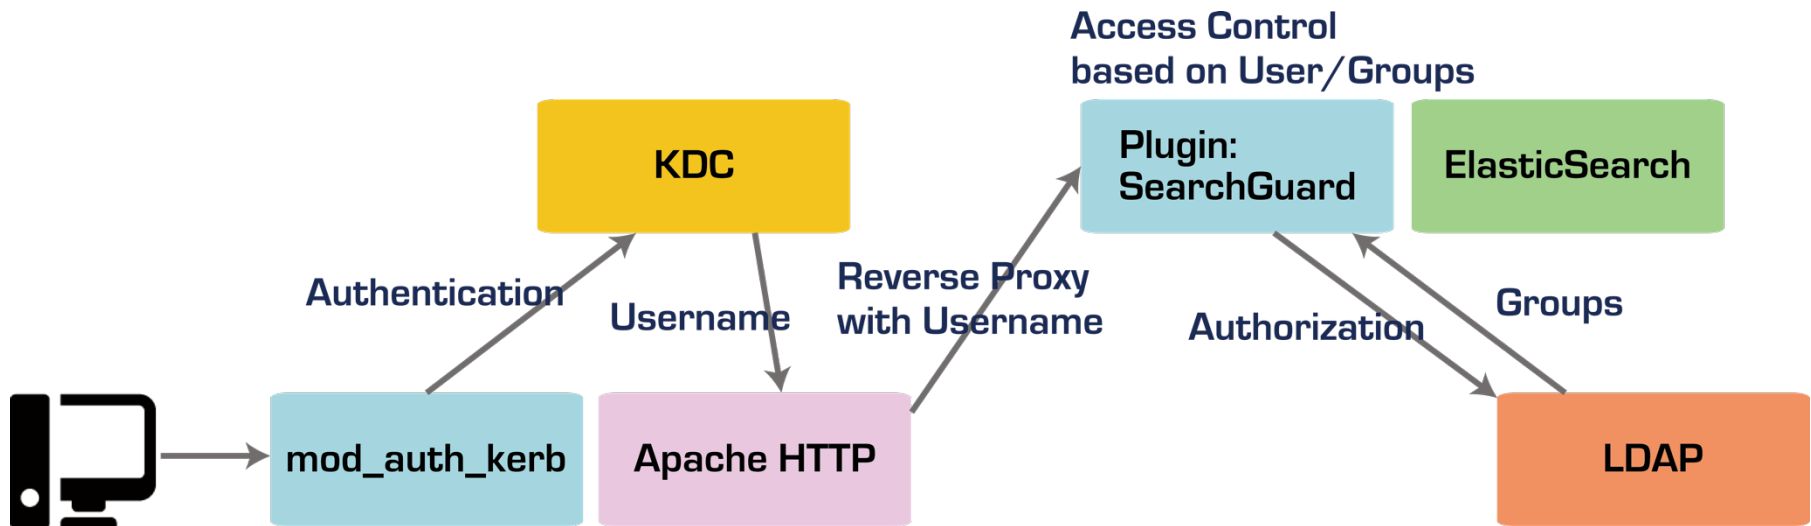 Access Control
based on User/Groups
KDC
Plugin:
SearchGuard
ElasticSearch
Authentication
Username
Reverse Proxy
with Username
Authorization
Groups
mod_auth_kerb
Apache HTTP
LDAP